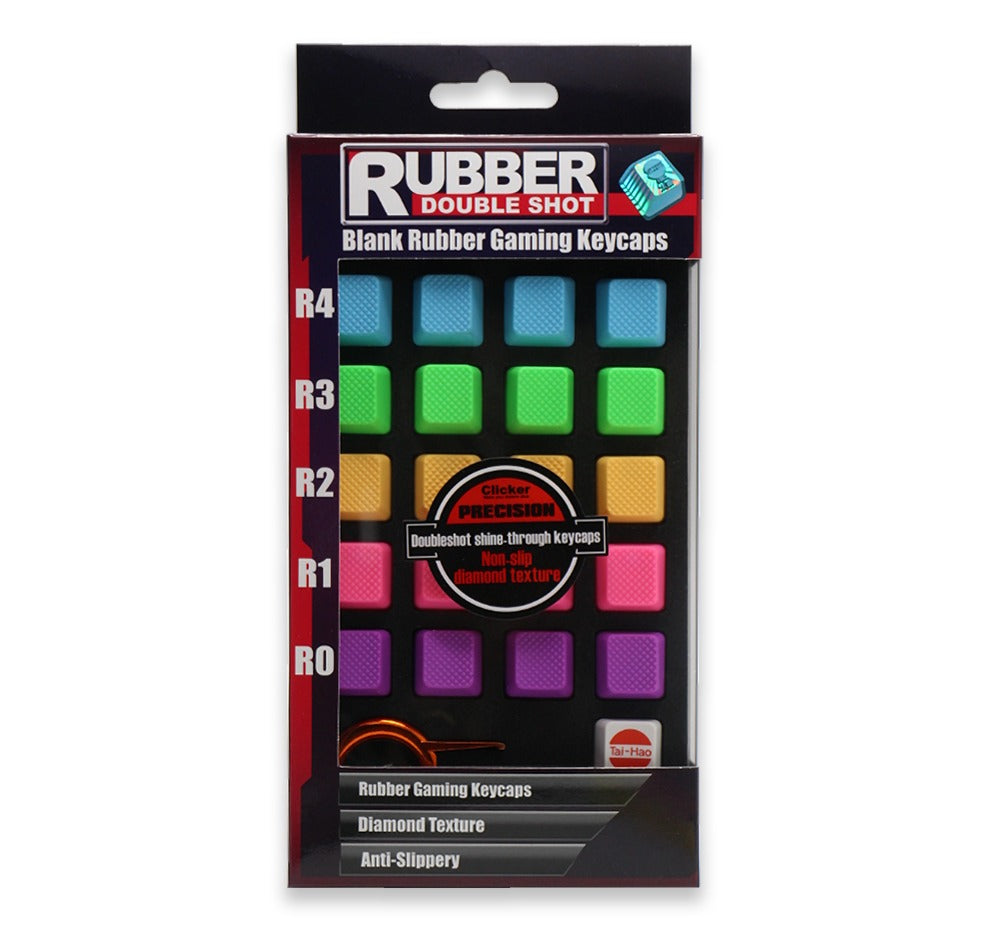 RUBBER
DOUBLE SHOT
Blank Rubber Gaming Keycaps
R4
R3
R2
Clicker
PRECISION
Doubleshot shine-through keycaps
Non-slip
diamond texture
R1
R0
Tai-Hao
Rubber Gaming Keycaps
Diamond Texture
Anti-Slippery